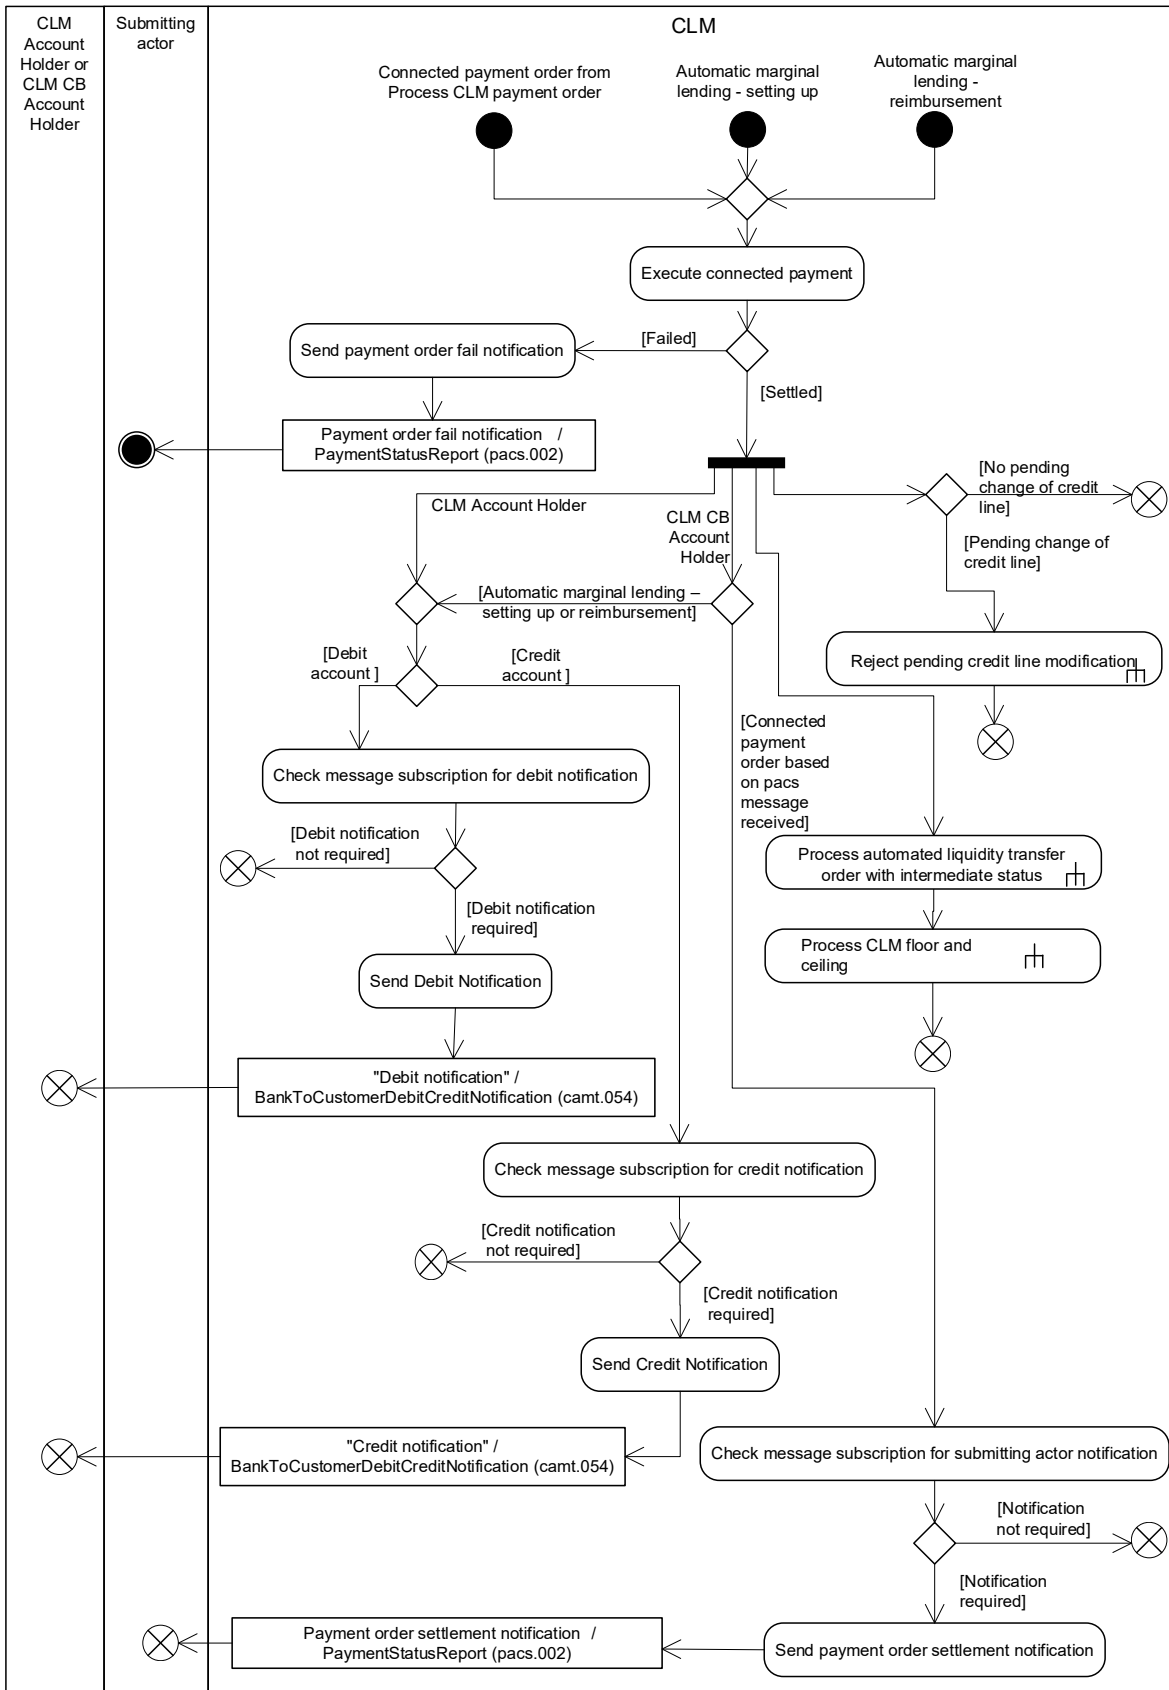 CLM
Account
Holder or
CLM CB
Account
Holder
Submitting
actor
CLM
Connected payment order from
Process CLM payment order
Automatic marginal
lending - setting up
Automatic marginal
lending -
reimbursement
Execute connected payment
[Failed]
Send payment order fail notification
[Settled]
Payment order fail notification /
PaymentStatusReport (pacs.002)
[No pending
change of credit
line]
CLM Account Holder
CLM CB
Account
Holder
[Pending change of
credit line]
[Automatic marginal lending –
setting up or reimbursement]
Reject pending credit line modification
[Debit
account ]
[Credit
account ]
[Connected
payment
order based
on pacs
message
received]
Check message subscription for debit notification
[Debit notification
not required]
Process automated liquidity transfer
order with intermediate status
[Debit notification
required]
Process CLM floor and
ceiling
Send Debit Notification
"Debit notification" /
BankToCustomerDebitCreditNotification (camt.054)
Check message subscription for credit notification
[Credit notification
not required]
[Credit notification
required]
Send Credit Notification
"Credit notification" /
BankToCustomerDebitCreditNotification (camt.054)
Check message subscription for submitting actor notification
[Notification
not required]
[Notification
required]
Payment order settlement notification /
PaymentStatusReport (pacs.002)
Send payment order settlement notification